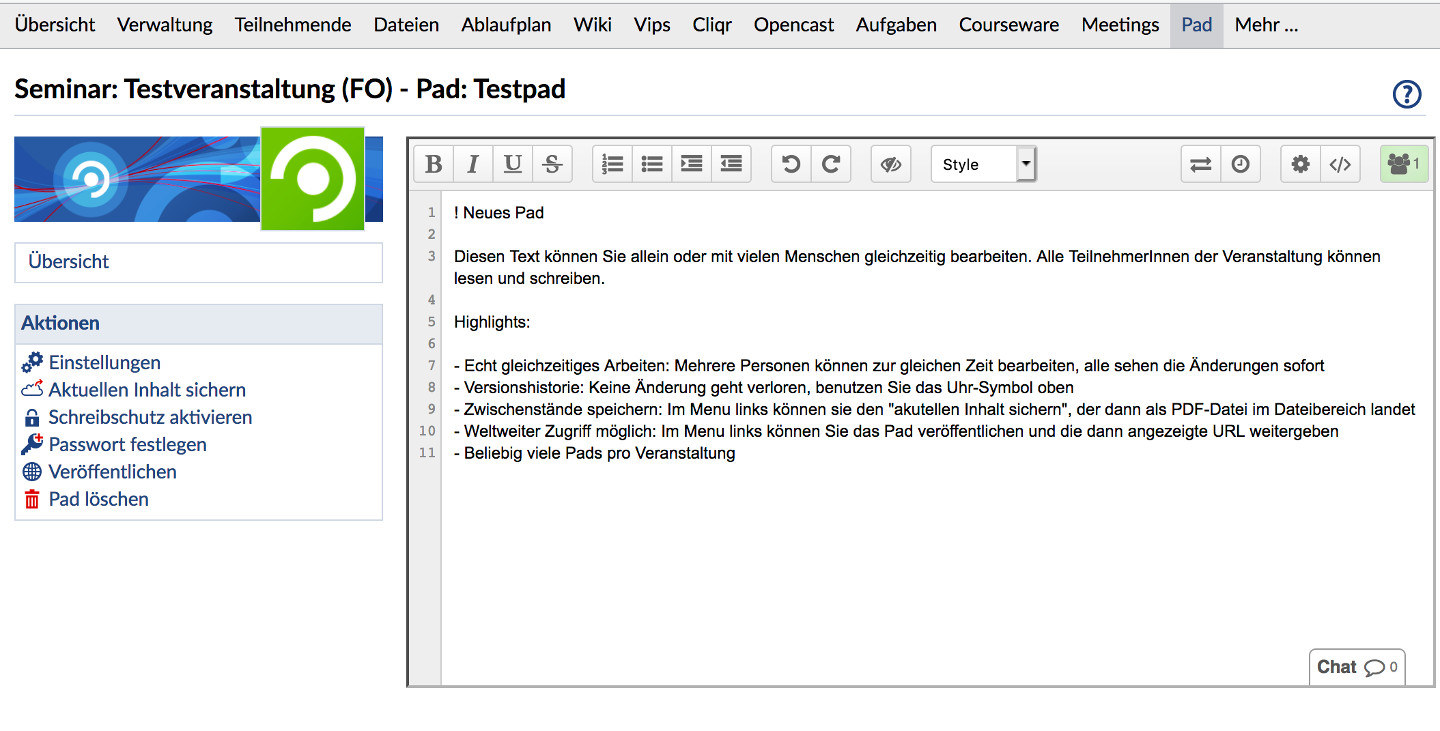 Übersicht Verwaltung Teilnehmende Dateien Ablaufplan Wiki Vips Cliqr Opencast Aufgaben Courseware Meetings Pad Mehr ...
Seminar: Testveranstaltung (FO) - Pad: Testpad
?
Übersicht
Aktionen
Einstellungen
Aktuellen Inhalt sichern
Schreibschutz aktivieren
Passwort festlegen
Veröffentlichen
Pad löschen
B I U S Style </> 1
1 ! Neues Pad
2
3 Diesen Text können Sie allein oder mit vielen Menschen gleichzeitig bearbeiten. Alle TeilnehmerInnen der Veranstaltung können
lesen und schreiben.
4
5 Highlights:
6
7 - Echt gleichzeitiges Arbeiten: Mehrere Personen können zur gleichen Zeit bearbeiten, alle sehen die Änderungen sofort
8 - Versionshistorie: Keine Änderung geht verloren, benutzen Sie das Uhr-Symbol oben
9 - Zwischenstände speichern: Im Menu links können sie den "akutellen Inhalt sichern", der dann als PDF-Datei im Dateibereich landet
10 - Weltweiter Zugriff möglich: Im Menu links können Sie das Pad veröffentlichen und die dann angezeigte URL weitergeben
11 - Beliebig viele Pads pro Veranstaltung
Chat 0